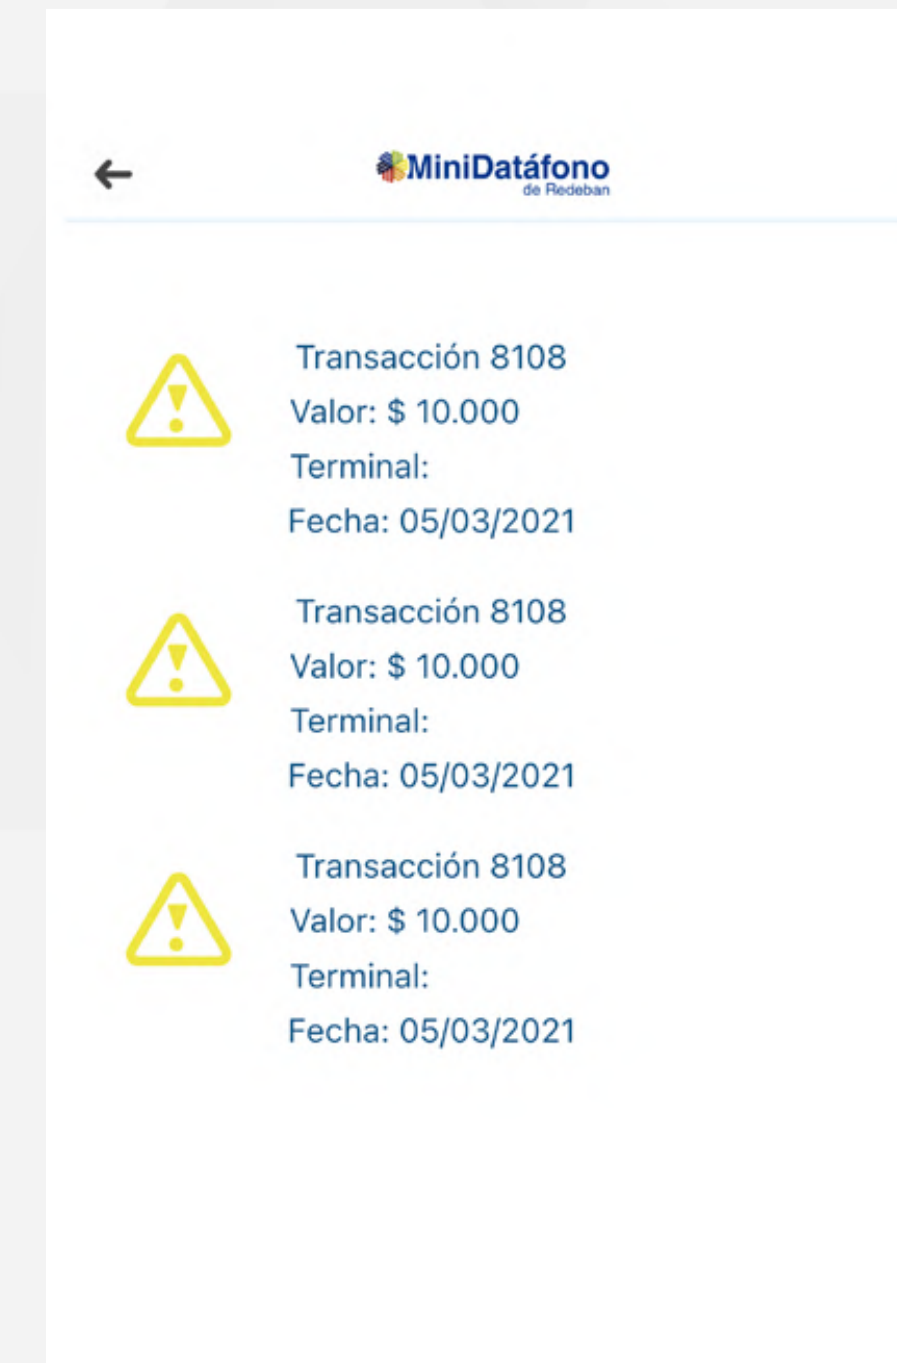 MiniDatáfono
de Redeban
Transacción 8108
Valor: $ 10.000
Terminal:
Fecha: 05/03/2021
Transacción 8108
Valor: $ 10.000
Terminal:
Fecha: 05/03/2021
Transacción 8108
Valor: $ 10.000
Terminal:
Fecha: 05/03/2021